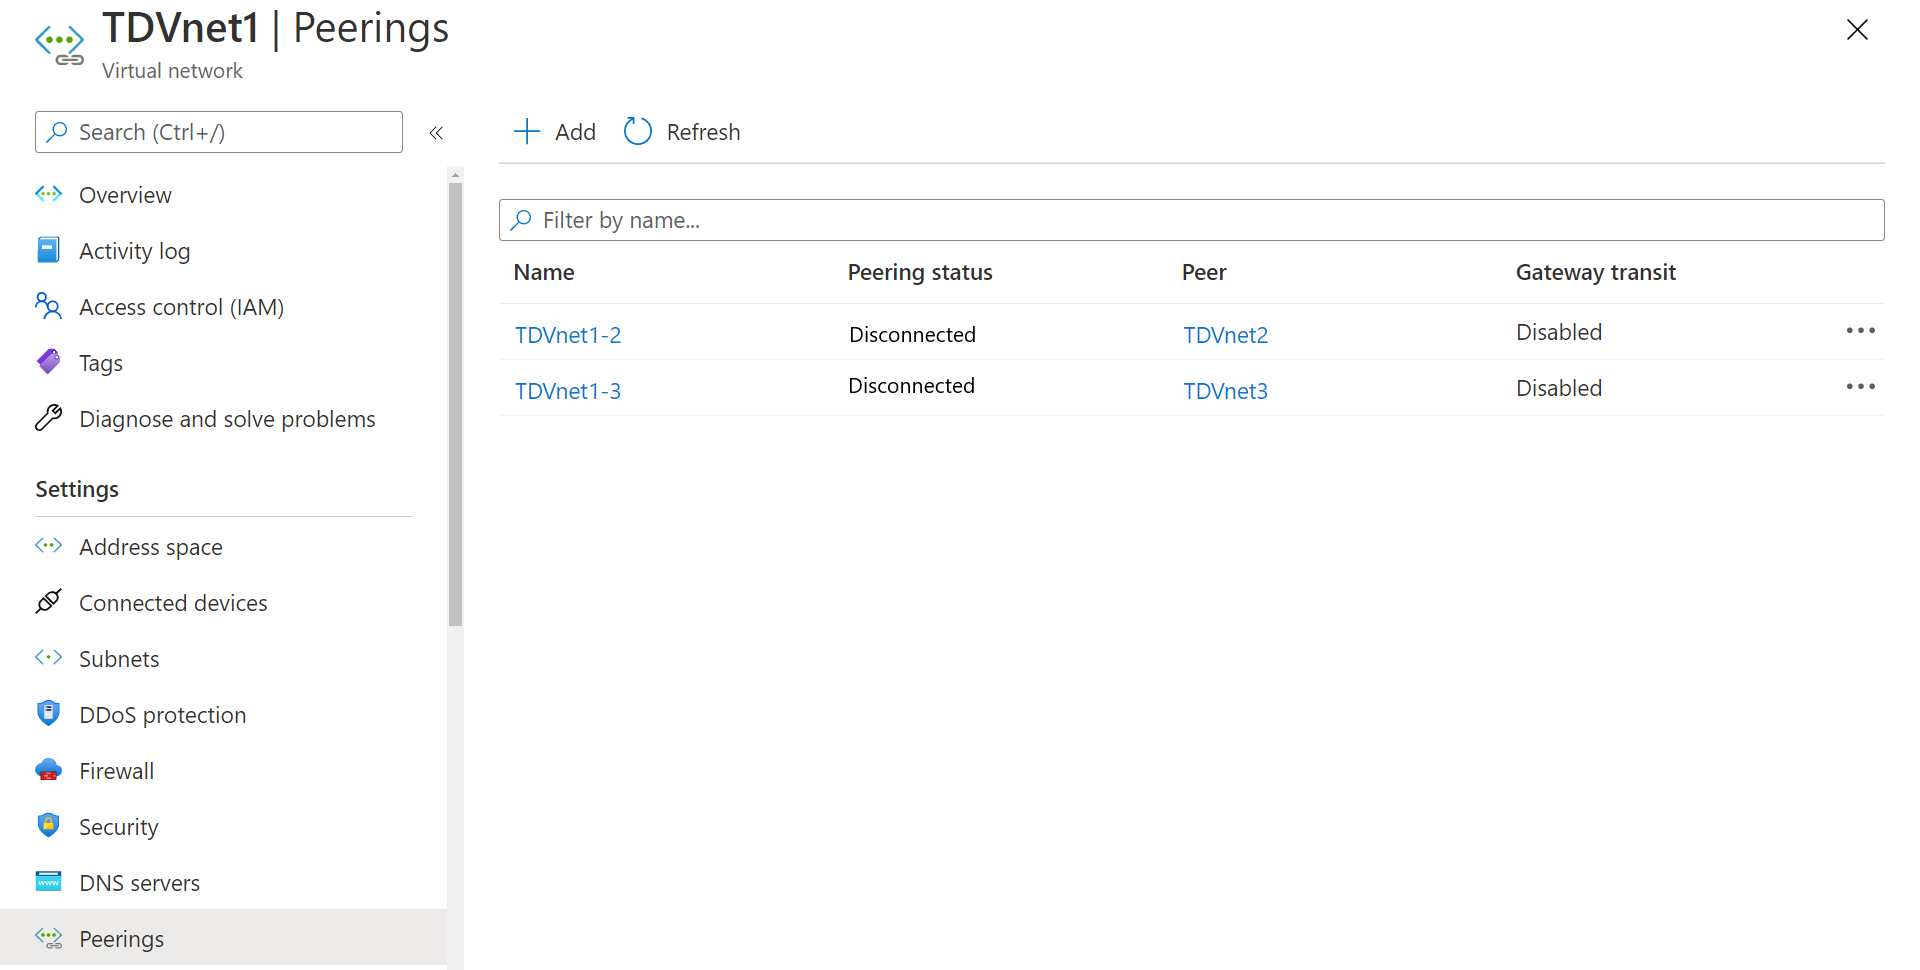 TDVnet1 | Peerings
Virtual network
Search (Ctrl+/)
«
Overview
Activity log
Access control (IAM)
Tags
Diagnose and solve problems
Settings
Address space
Connected devices
Subnets
DDoS protection
Firewall
Security
DNS servers
Peerings
Add Refresh
Filter by name...
Name Peering status Peer Gateway transit
TDVnet1-2 Disconnected TDVnet2 Disabled
TDVnet1-3 Disconnected TDVnet3 Disabled